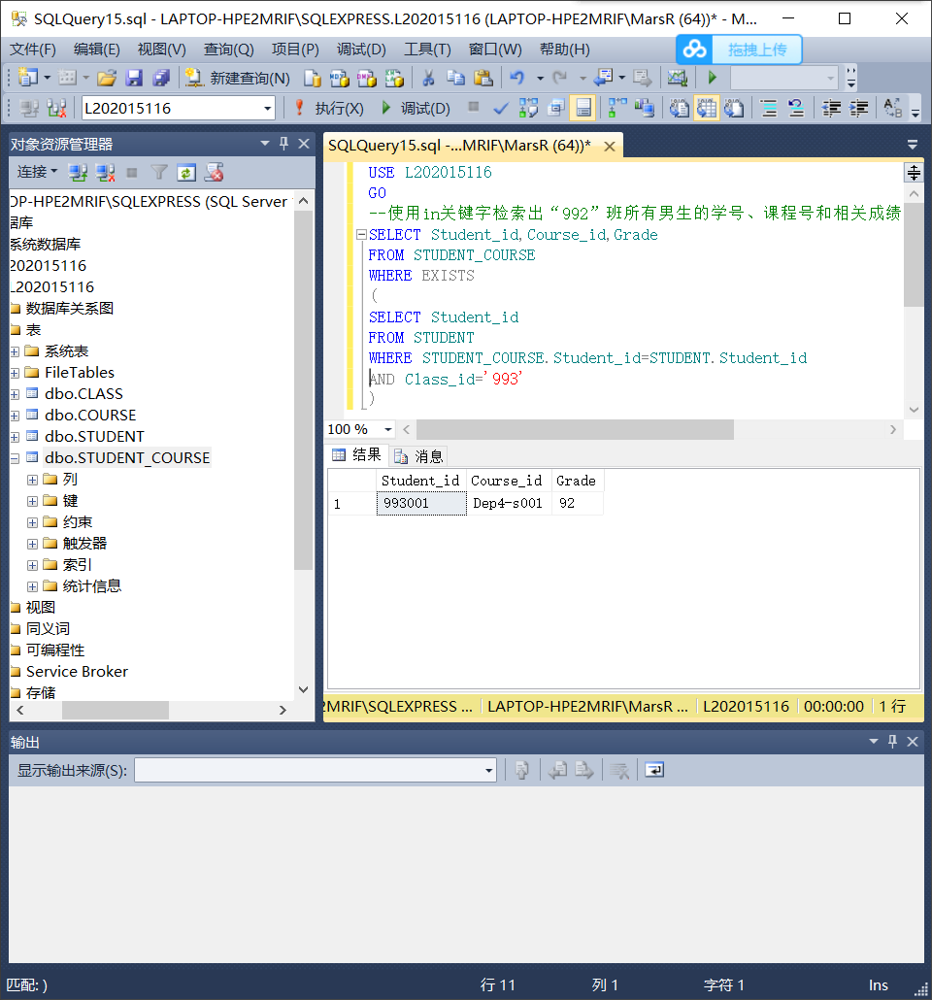 SQLQuery15.sql - LAPTOP-HPE2MRIF\SQLEXPRESS.L202015116 (LAPTOP-HPE2MRIF\MarsR (64))* - M...
文件(F) 编辑(E) 视图(V) 查询(Q) 项目(P) 调试(D) 工具(T) 窗口(W) 帮助(H)
拖拽上传
新建查询(N)
L202015116 执行(X) 调试(D)
对象资源管理器
连接
OP-HPE2MRIF\SQLEXPRESS (SQL Server
据库
系统数据库
202015116
L202015116
数据库关系图
表
系统表
FileTables
dbo.CLASS
dbo.COURSE
dbo.STUDENT
dbo.STUDENT_COURSE
列
键
约束
触发器
索引
统计信息
视图
同义词
可编程性
Service Broker
存储
SQLQuery15.sql -...MRIF\MarsR (64))*
USE L202015116
GO
--使用in关键字检索出“992”班所有男生的学号、课程号和相关成绩
SELECT Student_id,Course_id,Grade
FROM STUDENT_COURSE
WHERE EXISTS
(
SELECT Student_id
FROM STUDENT
WHERE STUDENT_COURSE.Student_id=STUDENT.Student_id
AND Class_id='993'
)
100 %
结果 消息
Student_id Course_id Grade
1 993001 Dep4-s001 92
2MRIF\SQLEXPRESS ... LAPTOP-HPE2MRIF\MarsR ... L202015116 00:00:00 1 行
输出
显示输出来源(S):
匹配: ) 行 11 列 1 字符 1 Ins